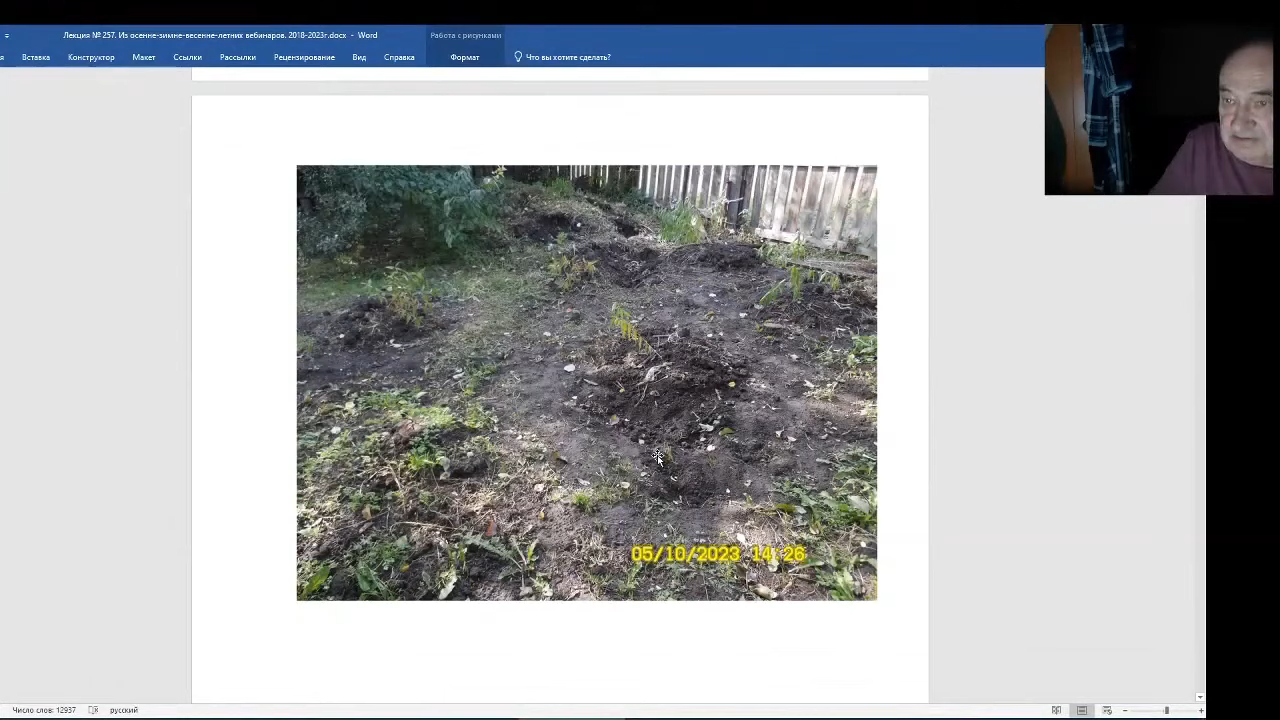 Лекция № 257. Из осенне-зимне-весенне-летних вебинаров. 2018-2023г.docx - Word
Работа с рисунками
Вставка Конструктор Макет Ссылки Рассылки Рецензирование Вид Справка Формат Что вы хотите сделать?
05/10/2023 14:26
Число слов: 12937 русский